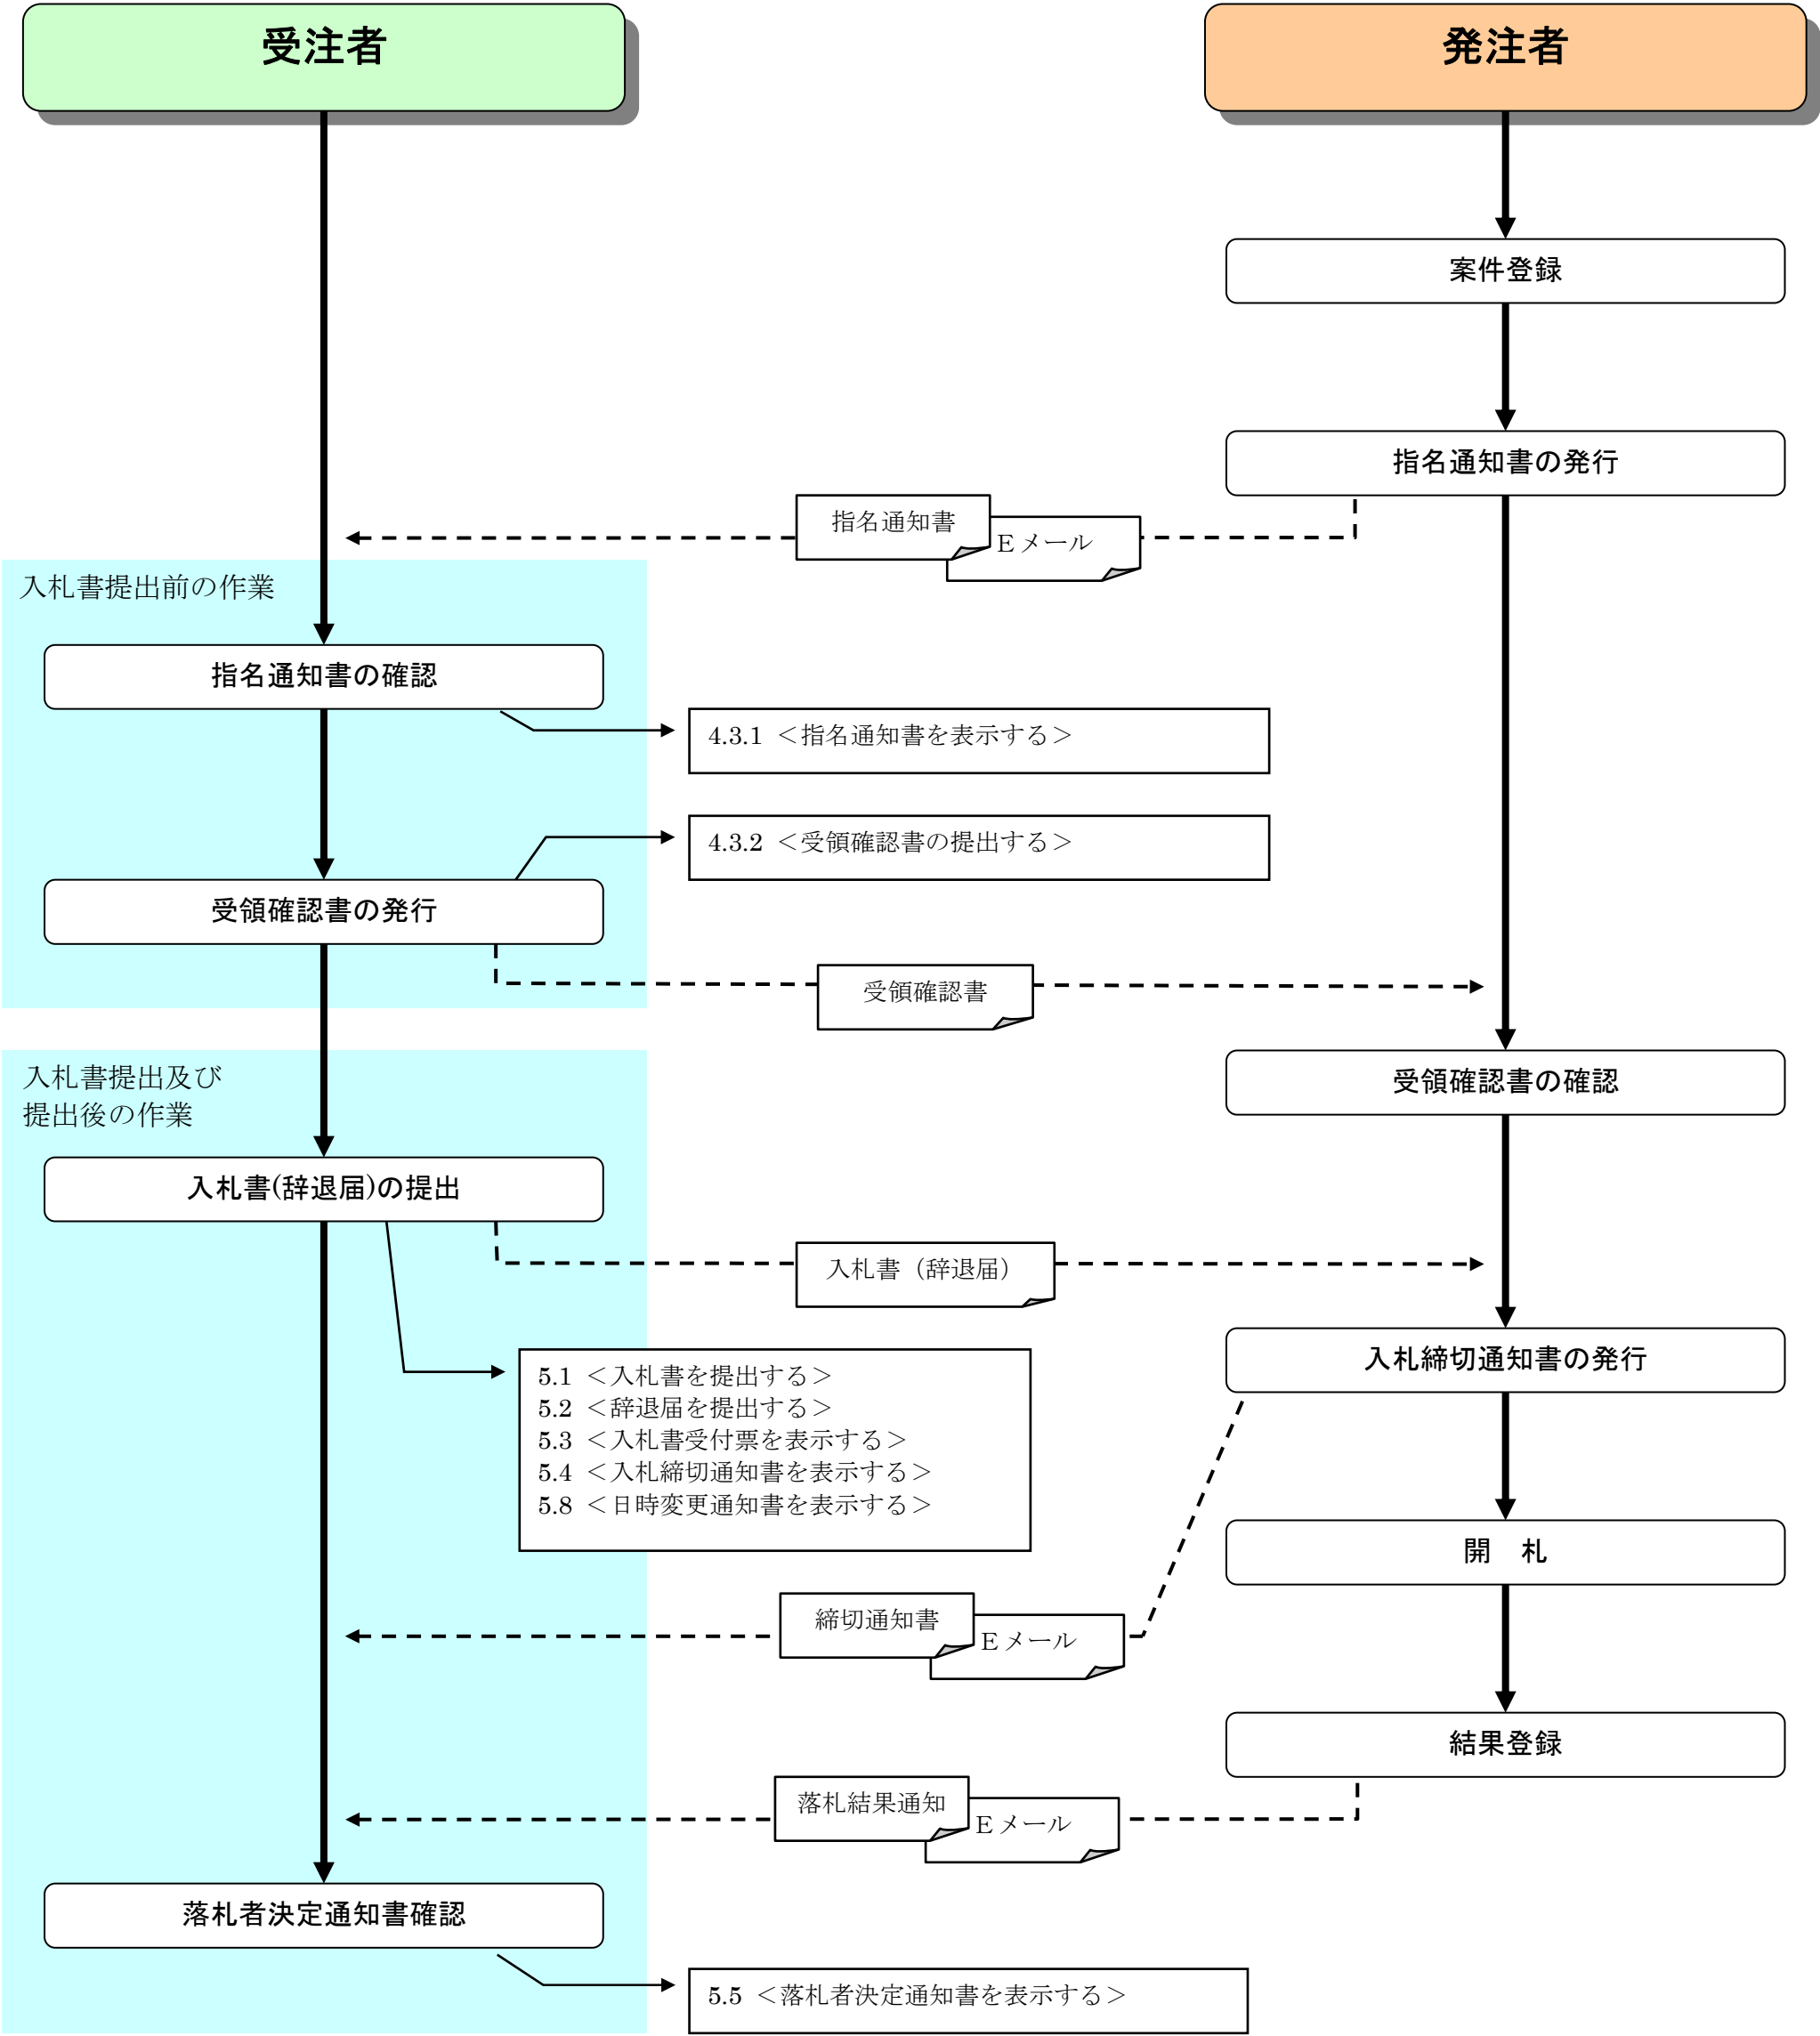 受注者
発注者
案件登録
指名通知書の発行
指名通知書
Ｅメール
入札書提出前の作業
指名通知書の確認
4.3.1 ＜指名通知書を表示する＞
4.3.2 ＜受領確認書の提出する＞
受領確認書の発行
受領確認書
入札書提出及び
提出後の作業
受領確認書の確認
入札書(辞退届)の提出
入札書（辞退届）
入札締切通知書の発行
5.1 ＜入札書を提出する＞
5.2 ＜辞退届を提出する＞
5.3 ＜入札書受付票を表示する＞
5.4 ＜入札締切通知書を表示する＞
5.8 ＜日時変更通知書を表示する＞
開　札
締切通知書
Ｅメール
結果登録
落札結果通知
Ｅメール
落札者決定通知書確認
5.5 ＜落札者決定通知書を表示する＞